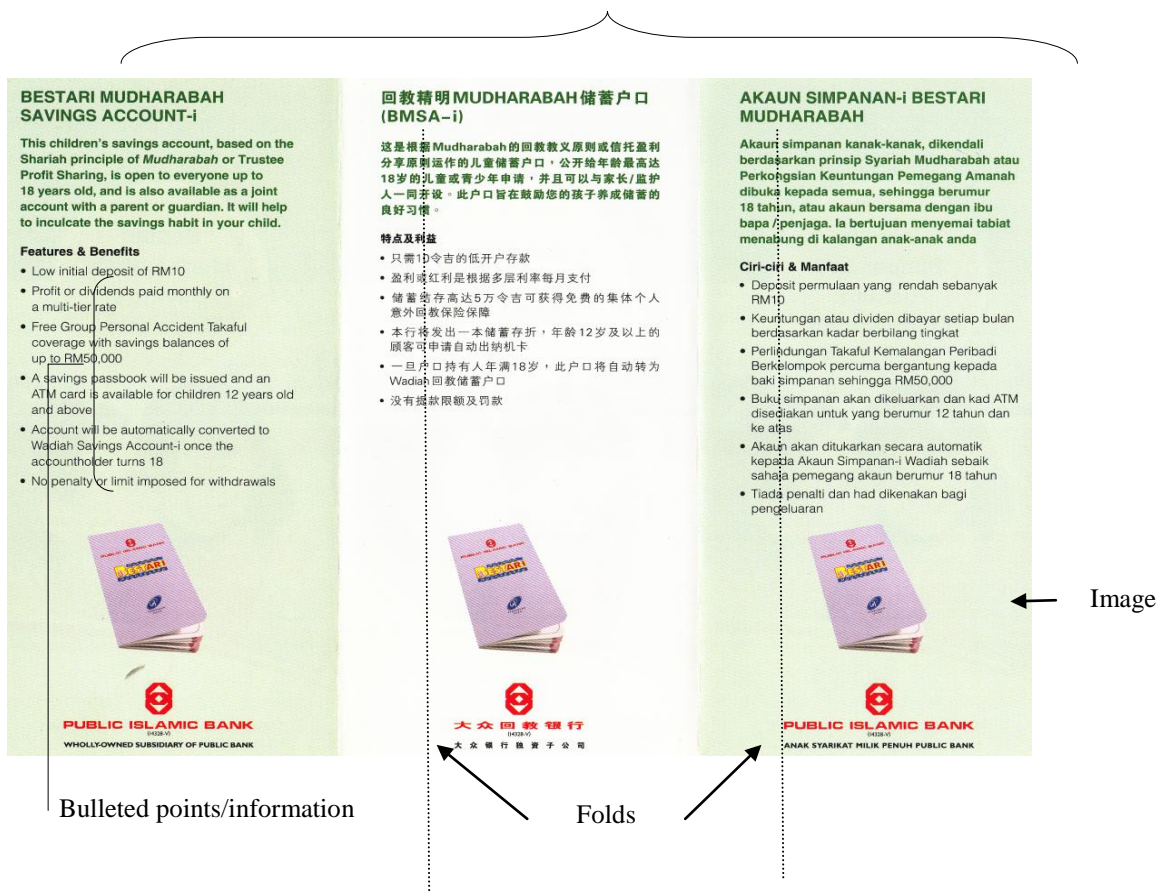 BESTARI MUDHARABAH
SAVINGS ACCOUNT-i
This children's savings account, based on the
Shariah principle of Mudharabah or Trustee
Profit Sharing, is open to everyone up to
18 years old, and is also available as a joint
account with a parent or guardian. It will help
to inculcate the savings habit in your child.
Features & Benefits
• Low initial deposit of RM10
• Profit or dividends paid monthly on
a multi-tier rate
• Free Group Personal Accident Takaful
coverage with savings balances of
up to RM50,000
• A savings passbook will be issued and an
ATM card is available for children 12 years old
and above
• Account will be automatically converted to
Wadiah Savings Account-i once the
accountholder turns 18
• No penalty or limit imposed for withdrawals
PUBLIC ISLAMIC BANK
BESTARI
PUBLIC ISLAMIC BANK
(14328-V)
WHOLLY-OWNED SUBSIDIARY OF PUBLIC BANK
回教精明MUDHARABAH储蓄户口
(BMSA-i)
这是根据Mudharabah的回教教义原则或信托盈利
分享原则运作的儿童储蓄户口，公开给年龄最高达
18岁的儿童或青少年申请，并且可以与家长/监护
人一同开设。此户口旨在鼓励您的孩子养成储蓄的
良好习惯。
特点及利益
• 只需10令吉的低开户存款
• 盈利或红利是根据多层利率每月支付
• 储蓄结存高达5万令吉可获得免费的集体个人
意外回教保险保障
• 本行将发出一本储蓄存折，年龄12岁及以上的
顾客可申请自动出纳机卡
• 一旦户口持有人年满18岁，此户口将自动转为
Wadiah回教储蓄户口
• 没有提款限额及罚款
PUBLIC ISLAMIC BANK
BESTARI
大众回教银行
(14328-V)
大众银行独资子公司
AKAUN SIMPANAN-i BESTARI
MUDHARABAH
Akaun simpanan kanak-kanak, dikendali
berdasarkan prinsip Syariah Mudharabah atau
Perkongsian Keuntungan Pemegang Amanah
dibuka kepada semua, sehingga berumur
18 tahun, atau akaun bersama dengan ibu
bapa / penjaga. Ia bertujuan menyemai tabiat
menabung di kalangan anak-anak anda
Ciri-ciri & Manfaat
• Deposit permulaan yang rendah sebanyak
RM10
• Keuntungan atau dividen dibayar setiap bulan
berdasarkan kadar berbilang tingkat
• Perlindungan Takaful Kemalangan Peribadi
Berkelompok percuma bergantung kepada
baki simpanan sehingga RM50,000
• Buku simpanan akan dikeluarkan dan kad ATM
disediakan untuk yang berumur 12 tahun dan
ke atas
• Akaun akan ditukarkan secara automatik
kepada Akaun Simpanan-i Wadiah sebaik
sahaja pemegang akaun berumur 18 tahun
• Tiada penalti dan had dikenakan bagi
pengeluaran
PUBLIC ISLAMIC BANK
BESTARI
PUBLIC ISLAMIC BANK
(14328-V)
ANAK SYARIKAT MILIK PENUH PUBLIC BANK
Image
Bulleted points/information
Folds